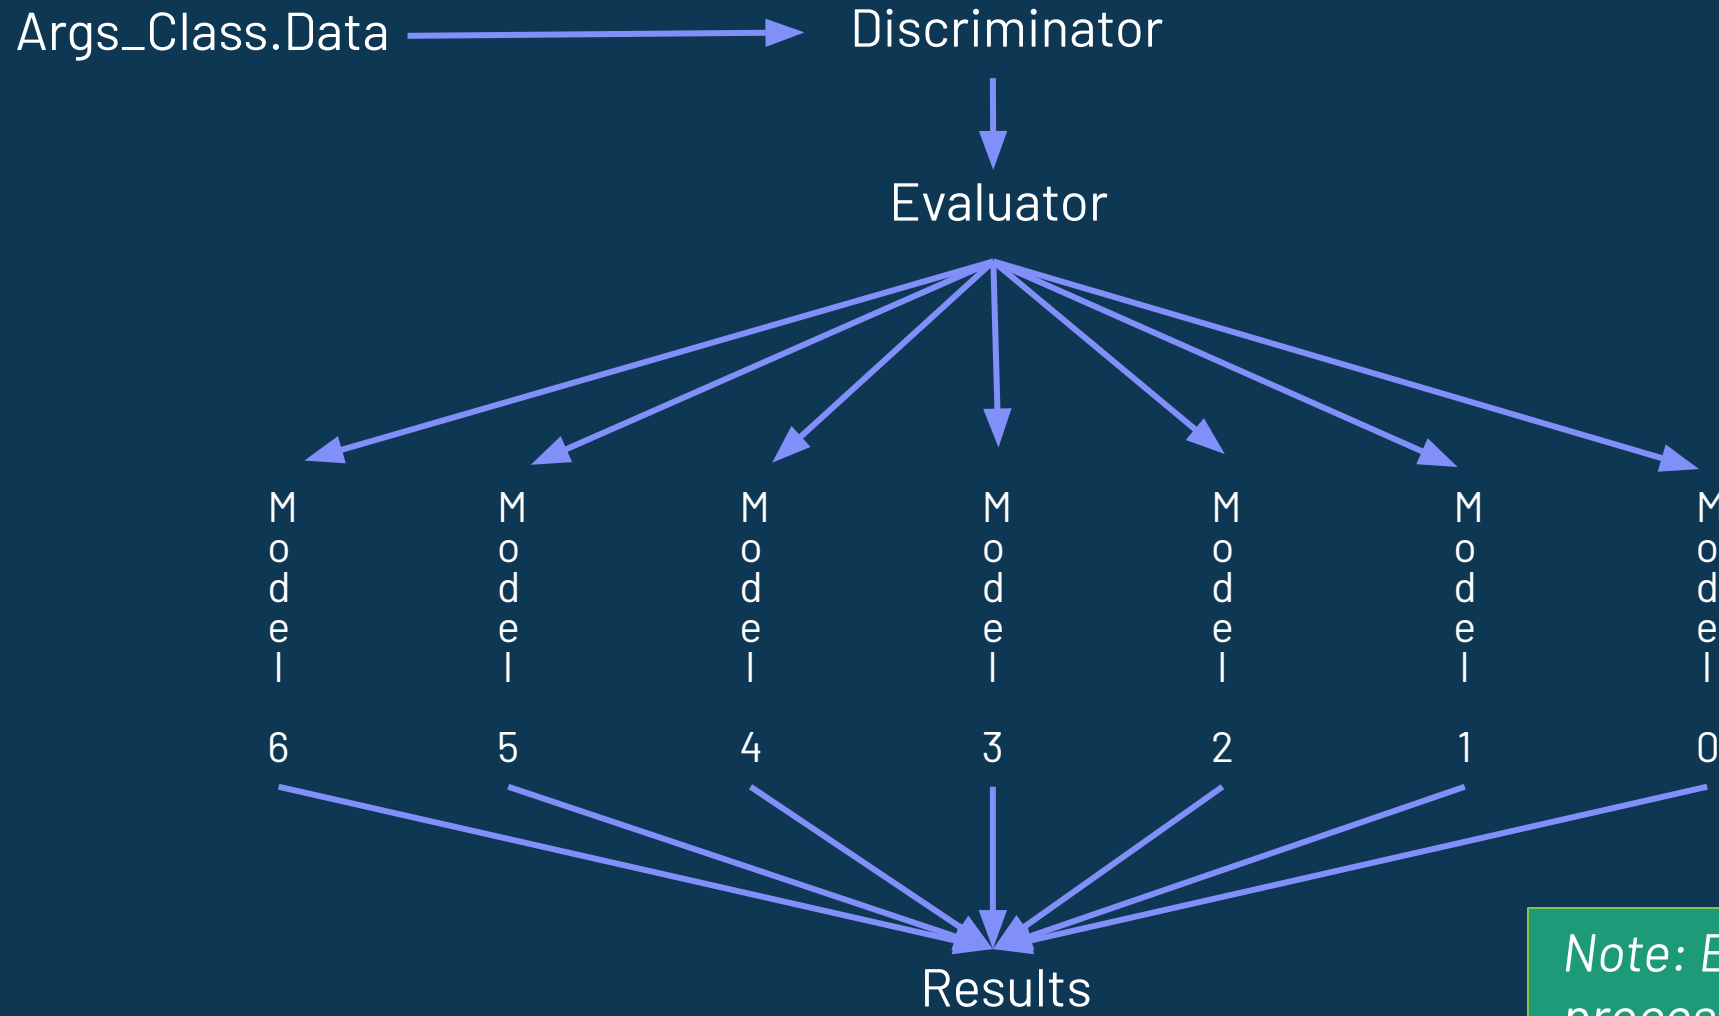 Args_Class.Data
Discriminator
Evaluator
Model 6
Model 5
Model 4
Model 3
Model 2
Model 1
Model 0
Results
Note: